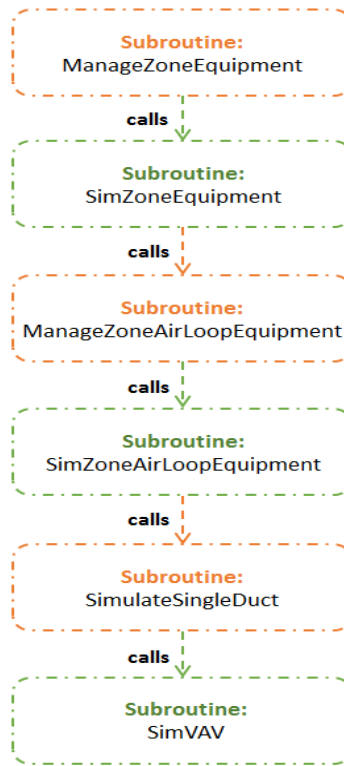 Subroutine:
ManageZoneEquipment
calls
Subroutine:
SimZoneEquipment
calls
Subroutine:
ManageZoneAirLoopEquipment
calls
Subroutine:
SimZoneAirLoopEquipment
calls
Subroutine:
SimulateSingleDuct
calls
Subroutine:
SimVAV